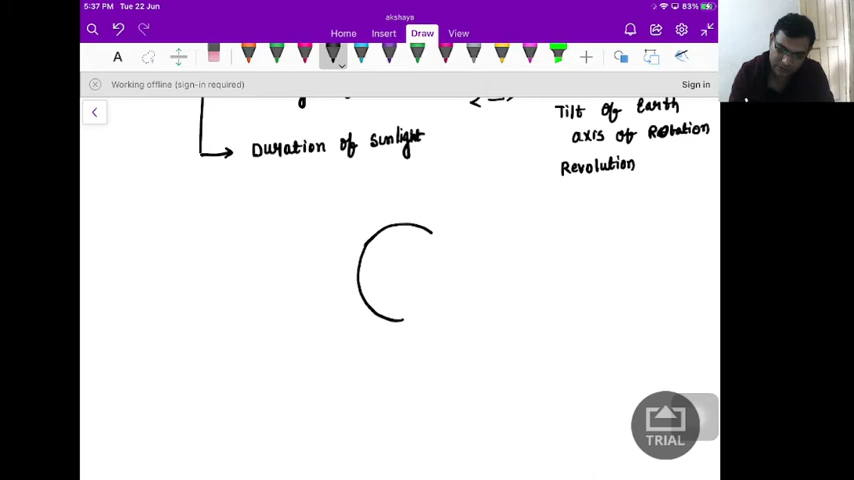 5:37 PM Tue 22 Jun
83%
akshaya
Home Insert Draw View
A
Working offline (sign-in required)
Sign in
Tilt of Earth
axis of Rotation
Duration of sunlight
Revolution
TRIAL